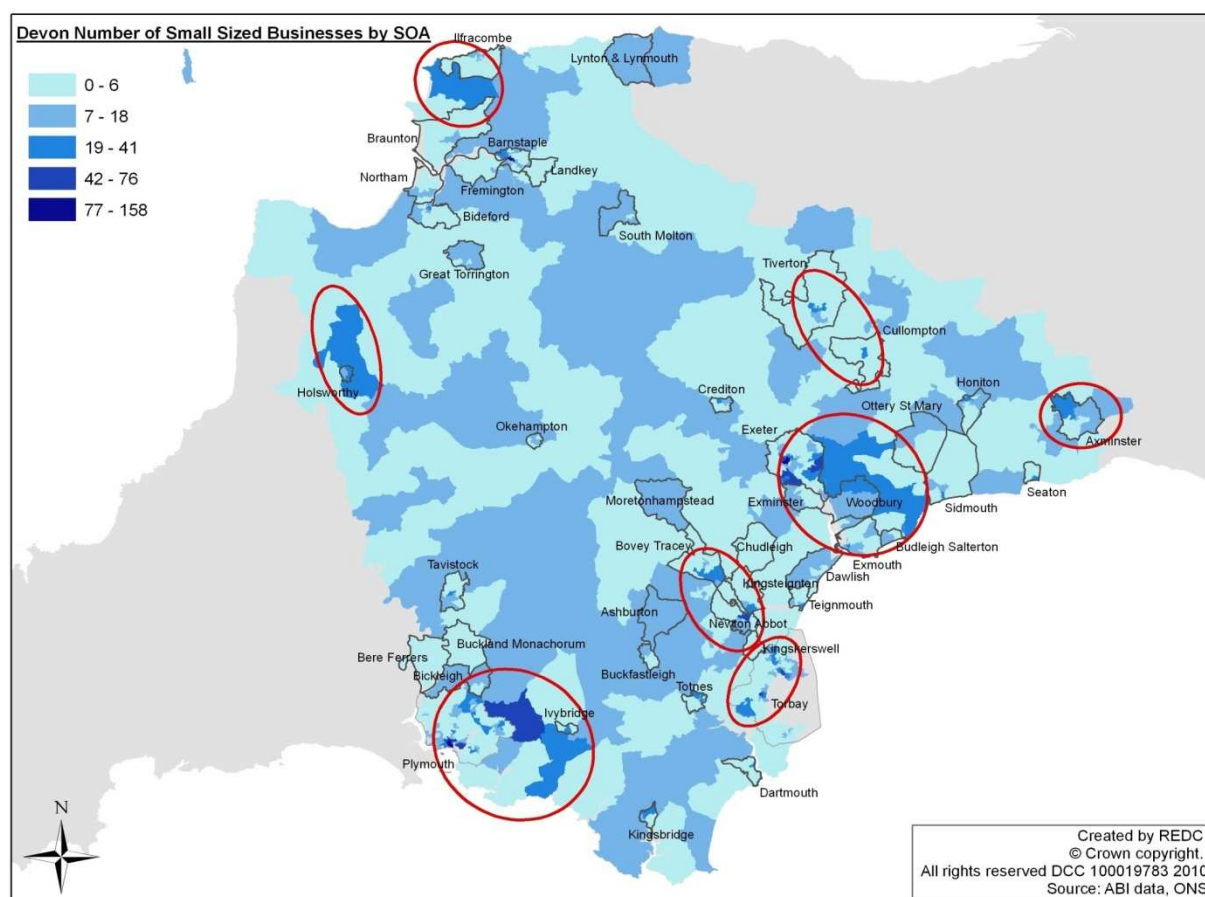 Devon Number of Small Sized Businesses by SOA
0 - 6
7 - 18
19 - 41
42 - 76
77 - 158
Ilfracombe
Lynton & Lynmouth
Braunton
Barnstaple
Landkey
Northam
Fremington
Bideford
South Molton
Great Torrington
Tiverton
Cullompton
Holsworthy
Crediton
Honiton
Ottery St Mary
Okehampton
Exeter
Axminster
Moretonhampstead
Exminster
Woodbury
Seaton
Sidmouth
Bovey Tracey
Chudleigh
Budleigh Salterton
Exmouth
Tavistock
Kingsteignton
Dawlish
Teignmouth
Ashburton
Newton Abbot
Buckland Monachorum
Kingskerswell
Bere Ferrers
Bickleigh
Buckfastleigh
Totnes
Torbay
Ivybridge
Plymouth
Dartmouth
Kingsbridge
N
Created by REDC
© Crown copyright.
All rights reserved DCC 100019783 2010
Source: ABI data, ONS